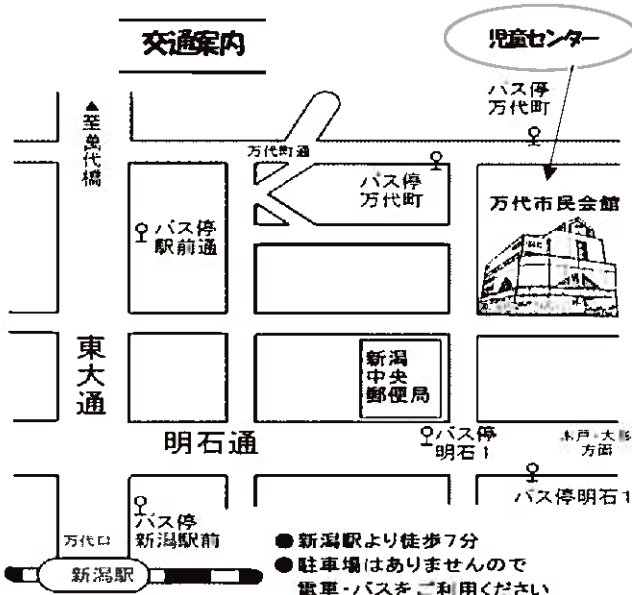 交通案内
児童センター
バス停
万代町
▲至萬代橋
万代町通
バス停
万代町
万代市民会館
バス停
駅前通
東大通
新潟
中央
郵便局
明石通
バス停
明石1
木戸・大形
方面
バス停明石1
バス停
新潟駅前
万代口
新潟駅
●新潟駅より徒歩7分
●駐車場はありませんので
電車・バスをご利用ください